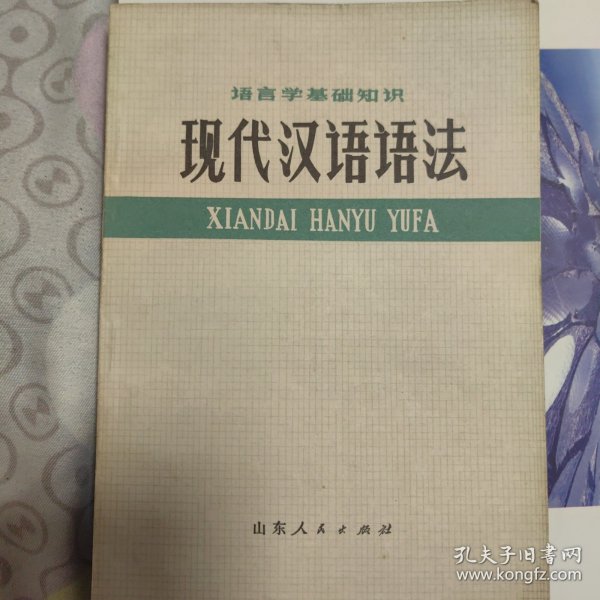 语言学基础知识
现代汉语语法
XIANDAI HANYU YUFA
山东人民出版社
孔夫子旧书网
www.kongfz.com